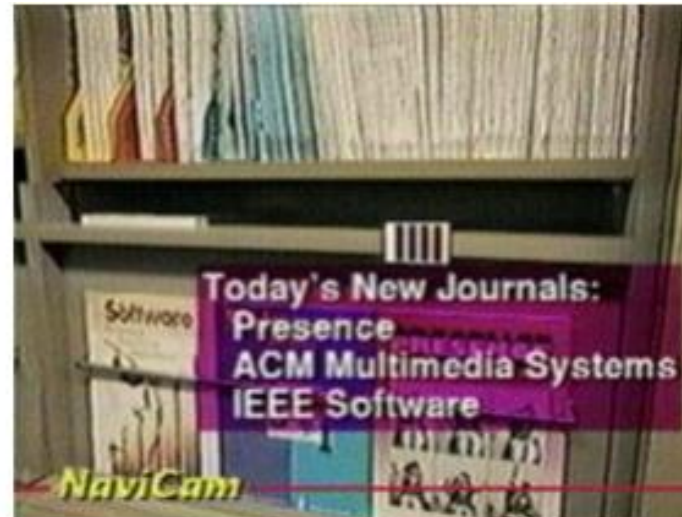 Today's New Journals:
Presence
ACM Multimedia Systems
IEEE Software
Software
NaviCam